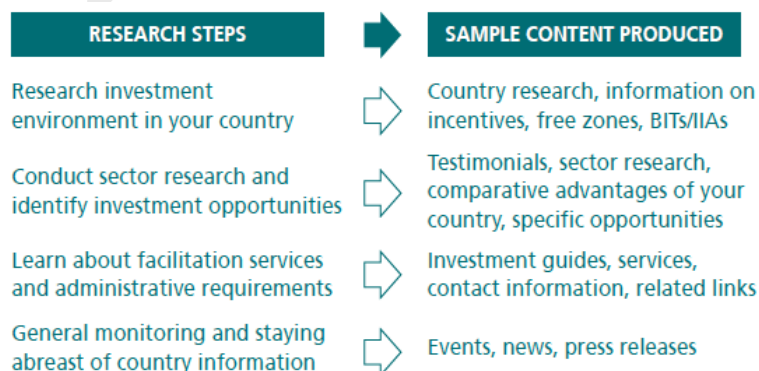 RESEARCH STEPS
SAMPLE CONTENT PRODUCED
Research investment
environment in your country
Country research, information on
incentives, free zones, BITs/IIAs
Conduct sector research and
identify investment opportunities
Testimonials, sector research,
comparative advantages of your
country, specific opportunities
Learn about facilitation services
and administrative requirements
Investment guides, services,
contact information, related links
General monitoring and staying
abreast of country information
Events, news, press releases